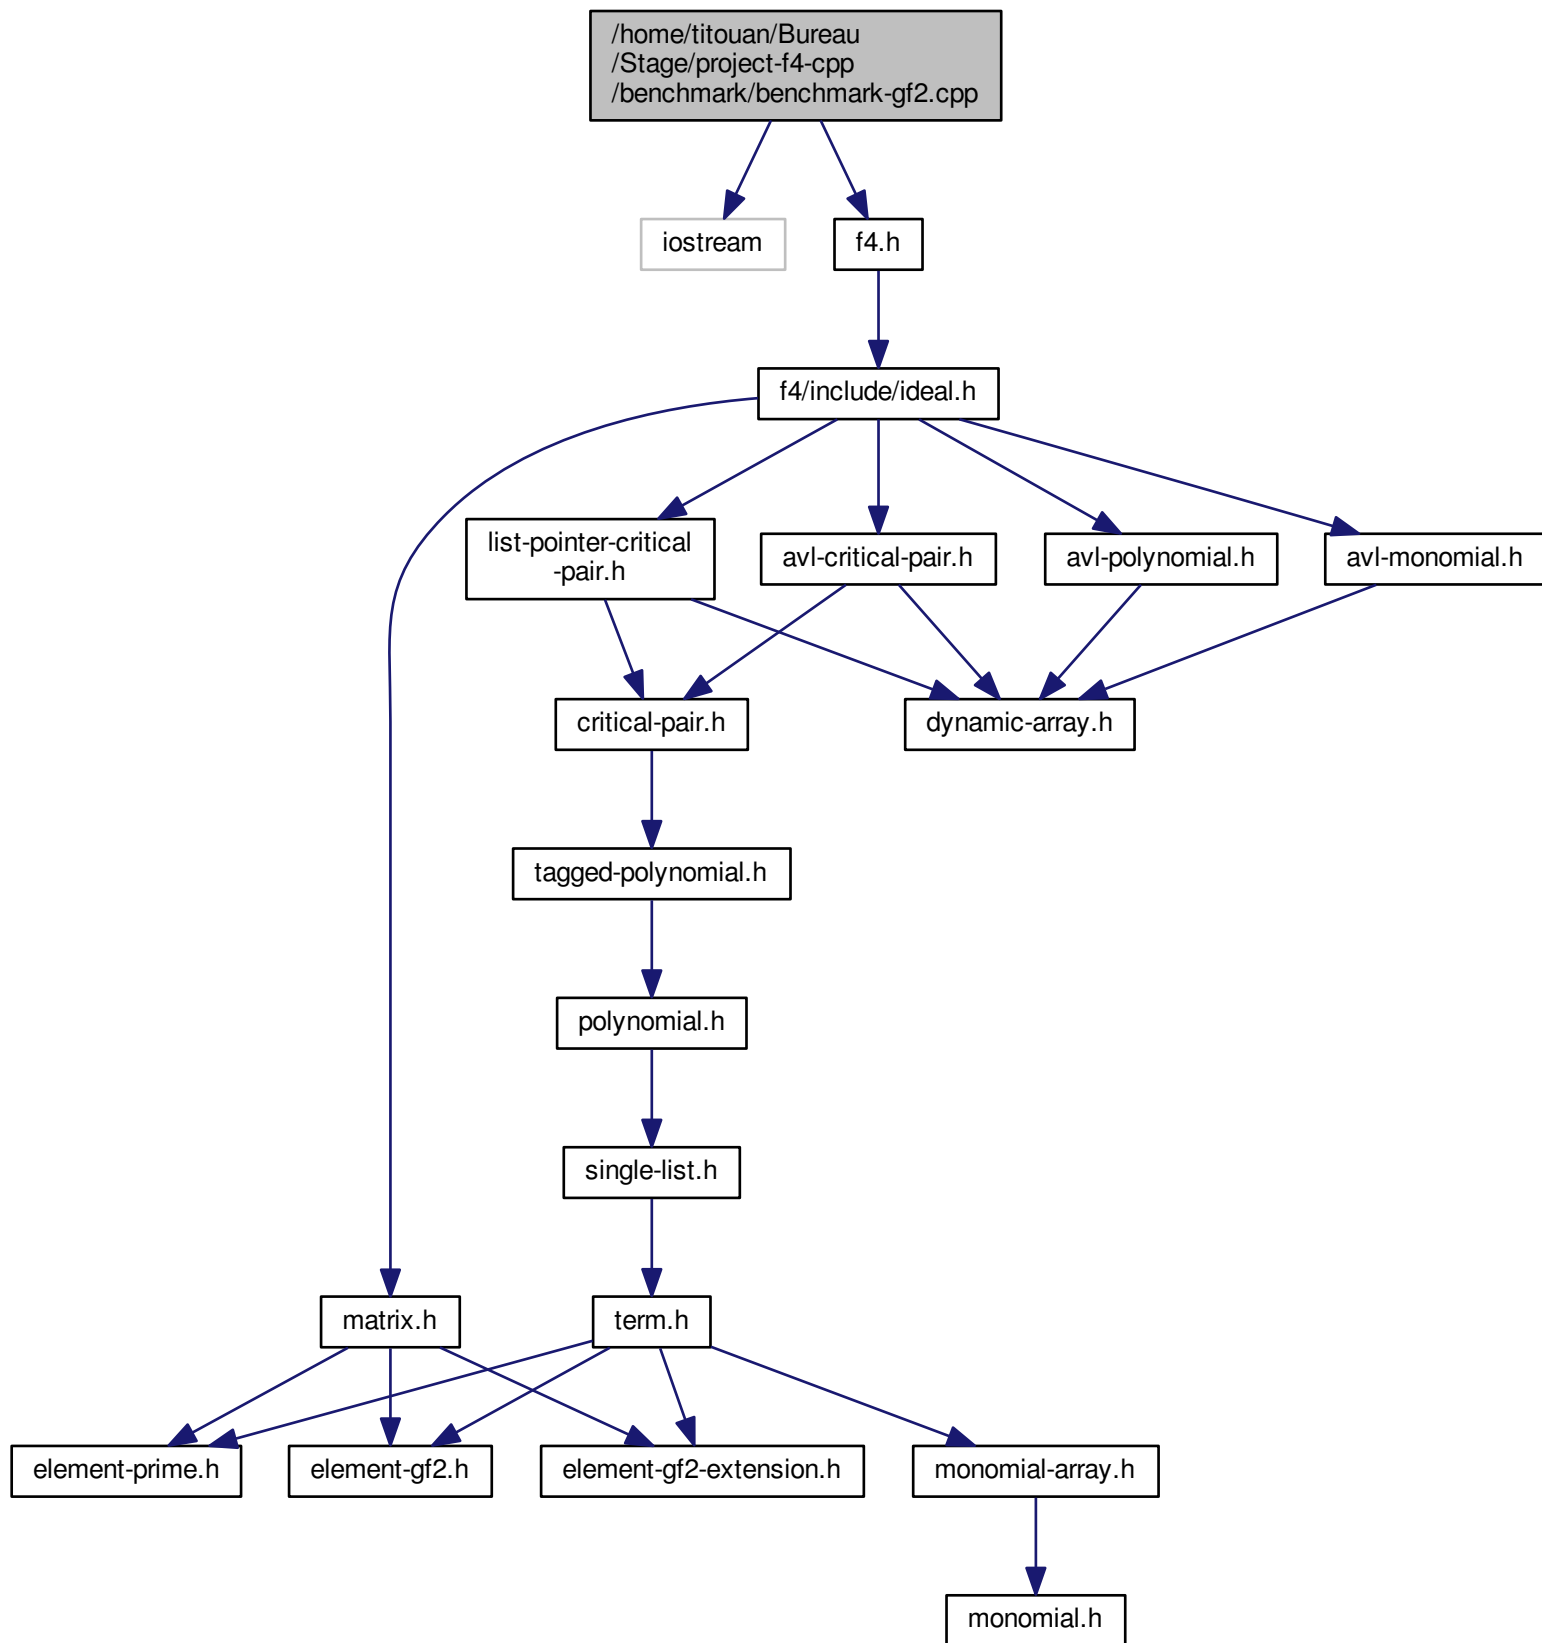 /home/titouan/Bureau
/Stage/project-f4-cpp
/benchmark/benchmark-gf2.cpp
iostream
f4.h
f4/include/ideal.h
list-pointer-critical
-pair.h
avl-critical-pair.h
avl-polynomial.h
avl-monomial.h
critical-pair.h
dynamic-array.h
tagged-polynomial.h
polynomial.h
single-list.h
matrix.h
term.h
element-prime.h
element-gf2.h
element-gf2-extension.h
monomial-array.h
monomial.h